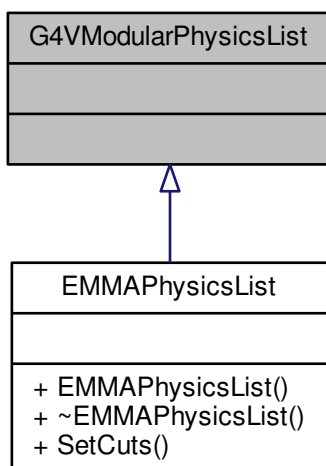 G4VModularPhysicsList
EMMAPhysicsList
+ EMMAPhysicsList()
+ ~EMMAPhysicsList()
+ SetCuts()